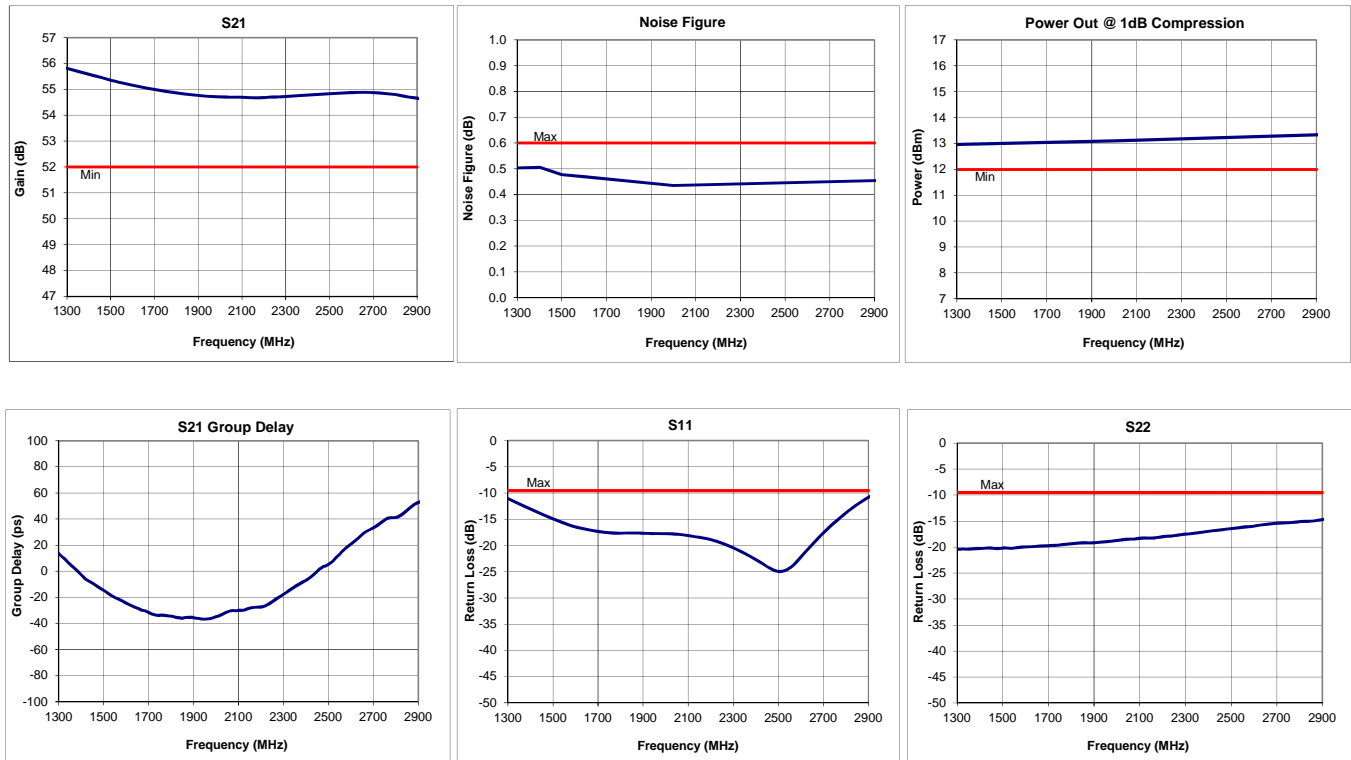 S21
57
56
55
54
53
52
51
50
49
48
47
Gain (dB)
Min
1300 1500 1700 1900 2100 2300 2500 2700 2900
Frequency (MHz)
Noise Figure
1.0
0.9
0.8
0.7
0.6
0.5
0.4
0.3
0.2
0.1
0.0
Noise Figure (dB)
Max
1300 1500 1700 1900 2100 2300 2500 2700 2900
Frequency (MHz)
Power Out @ 1dB Compression
17
16
15
14
13
12
11
10
9
8
7
Power (dBm)
Min
1300 1500 1700 1900 2100 2300 2500 2700 2900
Frequency (MHz)
S21 Group Delay
100
80
60
40
20
0
-20
-40
-60
-80
-100
Group Delay (ps)
1300 1500 1700 1900 2100 2300 2500 2700 2900
Frequency (MHz)
S11
0
-5
-10
-15
-20
-25
-30
-35
-40
-45
-50
Return Loss (dB)
Max
1300 1500 1700 1900 2100 2300 2500 2700 2900
Frequency (MHz)
S22
0
-5
-10
-15
-20
-25
-30
-35
-40
-45
-50
Return Loss (dB)
Max
1300 1500 1700 1900 2100 2300 2500 2700 2900
Frequency (MHz)